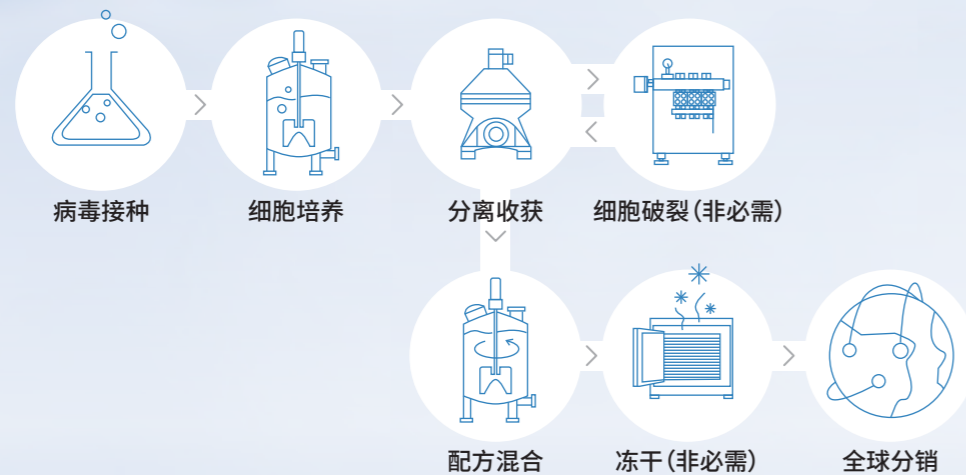 病毒接种
细胞培养
分离收获
细胞破裂（非必需）
配方混合
冻干（非必需）
全球分销